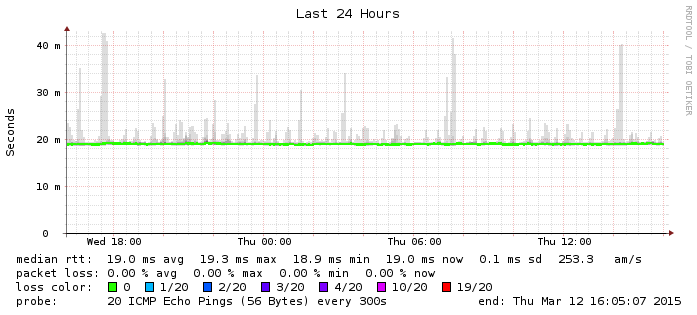 Last 24 Hours
RRDTOOL / TOBI OETIKER
Seconds
40 m
30 m
20 m
10 m
0
Wed 18:00 Thu 00:00 Thu 06:00 Thu 12:00
median rtt: 19.0 ms avg 19.3 ms max 18.9 ms min 19.0 ms now 0.1 ms sd 253.3 am/s
packet loss: 0.00 % avg 0.00 % max 0.00 % min 0.00 % now
loss color: 0 1/20 2/20 3/20 4/20 10/20 19/20
probe: 20 ICMP Echo Pings (56 Bytes) every 300s end: Thu Mar 12 16:05:07 2015